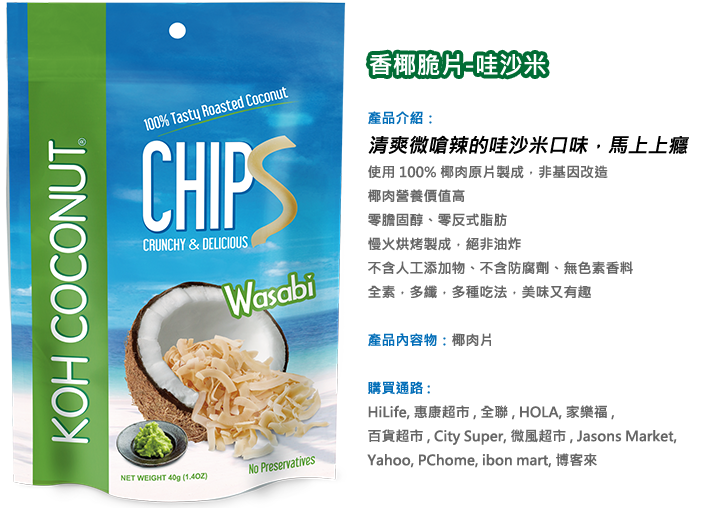 KOH COCONUT®
100% Tasty Roasted Coconut
CHIPS
CRUNCHY & DELICIOUS
Wasabi
No Preservatives
NET WEIGHT 40g (1.4OZ)
香椰脆片-哇沙米
產品介紹：
清爽微嗆辣的哇沙米口味，馬上上癮
使用 100% 椰肉原片製成，非基因改造
椰肉營養價值高
零膽固醇、零反式脂肪
慢火烘烤製成，絕非油炸
不含人工添加物、不含防腐劑、無色素香料
全素，多纖，多種吃法，美味又有趣
產品內容物：椰肉片
購買通路：
HiLife, 惠康超市 , 全聯 , HOLA, 家樂福 ,
百貨超市 , City Super, 微風超市 , Jasons Market,
Yahoo, PChome, ibon mart, 博客來